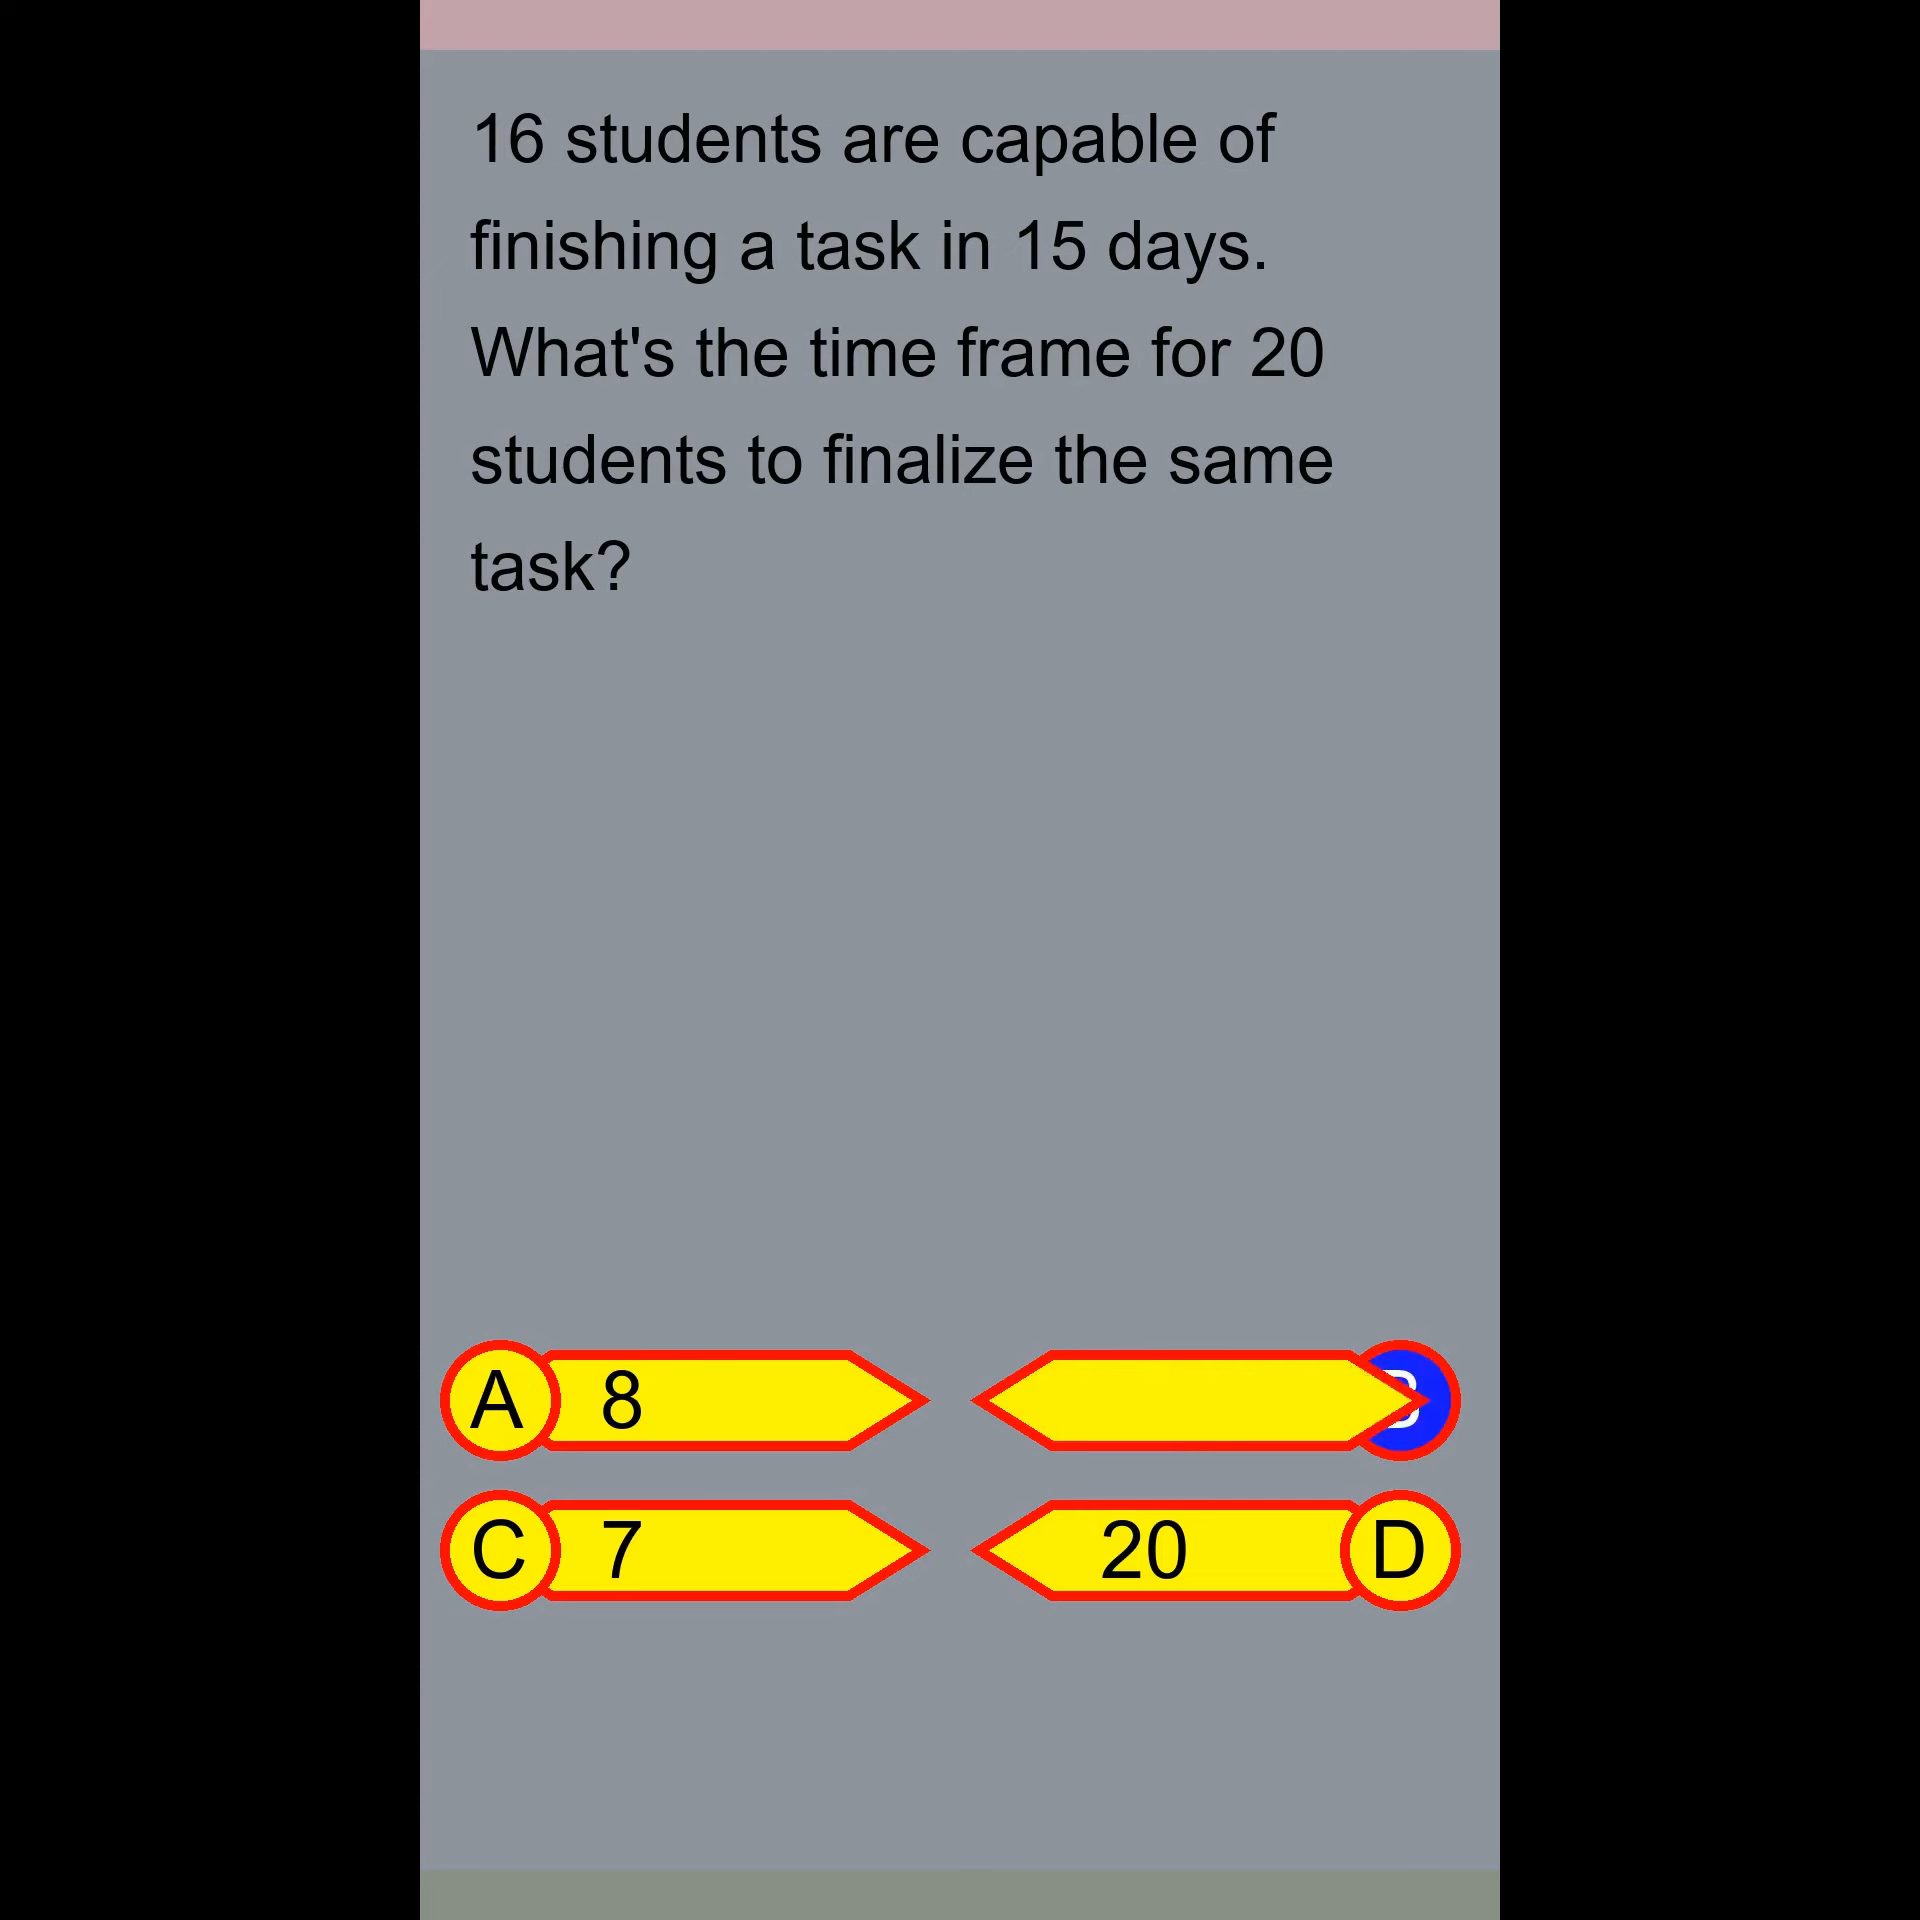 16 students are capable of
finishing a task in 15 days.
What's the time frame for 20
students to finalize the same
task?
A 8
B
C 7
20 D